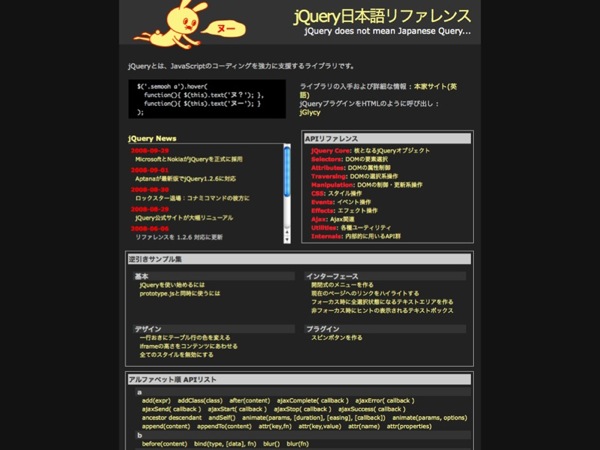 ヌー
jQuery日本語リファレンス
jQuery does not mean Japanese Query...
jQueryとは、JavaScriptのコーディングを強力に支援するライブラリです。
$('.semooh a').hover(
function(){ $(this).text('ヌ？'); },
function(){ $(this).text('ヌー'); }
);
ライブラリの入手および詳細な情報 : 本家サイト(英
語)
jQueryプラグインをHTMLのように呼び出し :
jGlycy
jQuery News
2008-09-29
MicrosoftとNokiaがjQueryを正式に採用
2008-09-01
Aptanaが最新版でjQuery1.2.6に対応
2008-08-30
ロックスター道場：コナミコマンドの彼方に
2008-08-29
jQuery公式サイトが大幅リニューアル
2008-06-06
リファレンスを 1.2.6 対応に更新
APIリファレンス
jQuery Core: 核となるjQueryオブジェクト
Selectors: DOMの要素選択
Attributes: DOMの属性制御
Traversing: DOMの選択系操作
Manipulation: DOMの制御・更新系操作
CSS: スタイル操作
Events: イベント操作
Effects: エフェクト操作
Ajax: Ajax関連
Utilities: 各種ユーティリティ
Internals: 内部的に用いるAPI群
逆引きサンプル集
基本
jQueryを使い始めるには
prototype.jsと同時に使うには
インターフェース
開閉式のメニューを作る
現在のページへのリンクをハイライトする
フォーカス時に全選択状態になるテキストエリアを作る
非フォーカス時にヒントの表示されるテキストボックス
デザイン
一行おきにテーブル行の色を変える
iframeの高さをコンテンツにあわせる
全てのスタイルを無効にする
プラグイン
スピンボタンを作る
アルファベット順 APIリスト
a
add(expr) addClass(class) after(content) ajaxComplete( callback ) ajaxError( callback )
ajaxSend( callback ) ajaxStart( callback ) ajaxStop( callback ) ajaxSuccess( callback )
ancestor descendant andSelf() animate(params, [duration], [easing], [callback]) animate(params, options)
append(content) appendTo(content) attr(key,fn) attr(key,value) attr(name) attr(properties)
b
before(content) bind(type, [data], fn) blur() blur(fn)